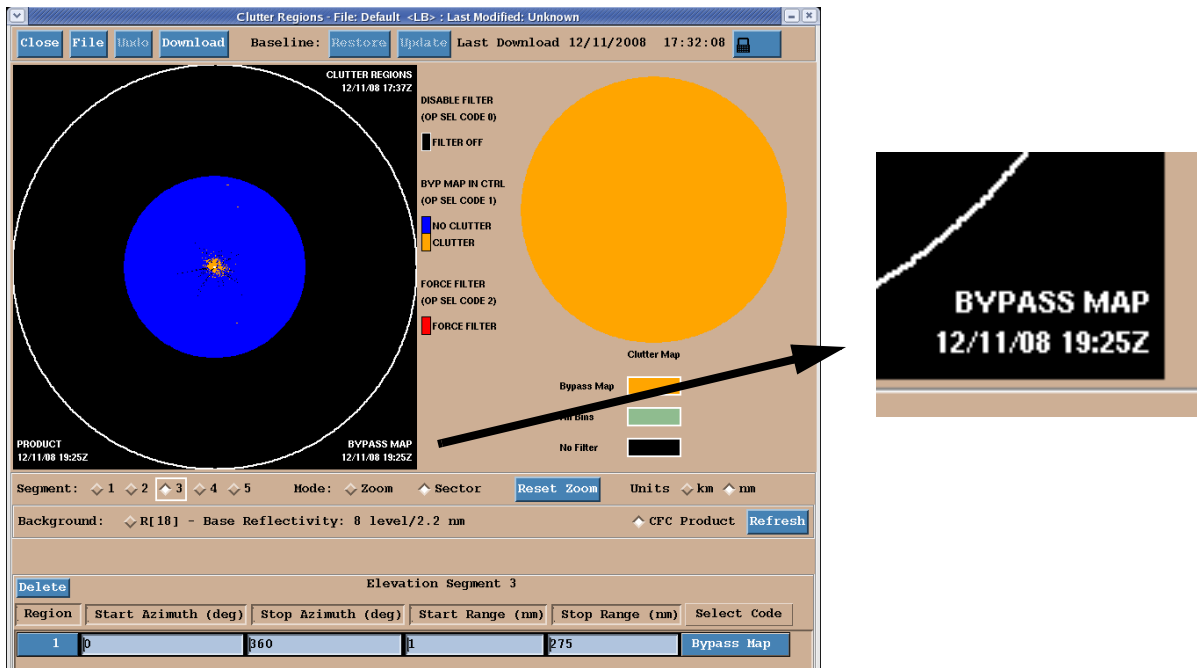 Clutter Regions - File: Default <LB> : Last Modified: Unknown
Close File Undo Download Baseline: Restore Update Last Download 12/11/2008 17:32:08
CLUTTER REGIONS
12/11/08 17:37Z
DISABLE FILTER
(OP SEL CODE 0)
FILTER OFF
BYP MAP IN CTRL
(OP SEL CODE 1)
NO CLUTTER
CLUTTER
FORCE FILTER
(OP SEL CODE 2)
FORCE FILTER
Clutter Map
Bypass Map
Bins
No Filter
PRODUCT
12/11/08 19:25Z
BYPASS MAP
12/11/08 19:25Z
BYPASS MAP
12/11/08 19:25Z
Segment: 1 2 3 4 5 Mode: Zoom Sector Reset Zoom Units km nm
Background: R[18] - Base Reflectivity: 8 level/2.2 nm CFC Product Refresh
Delete Elevation Segment 3
Region Start Azimuth (deg) Stop Azimuth (deg) Start Range (nm) Stop Range (nm) Select Code
1 0 360 1 275 Bypass Map